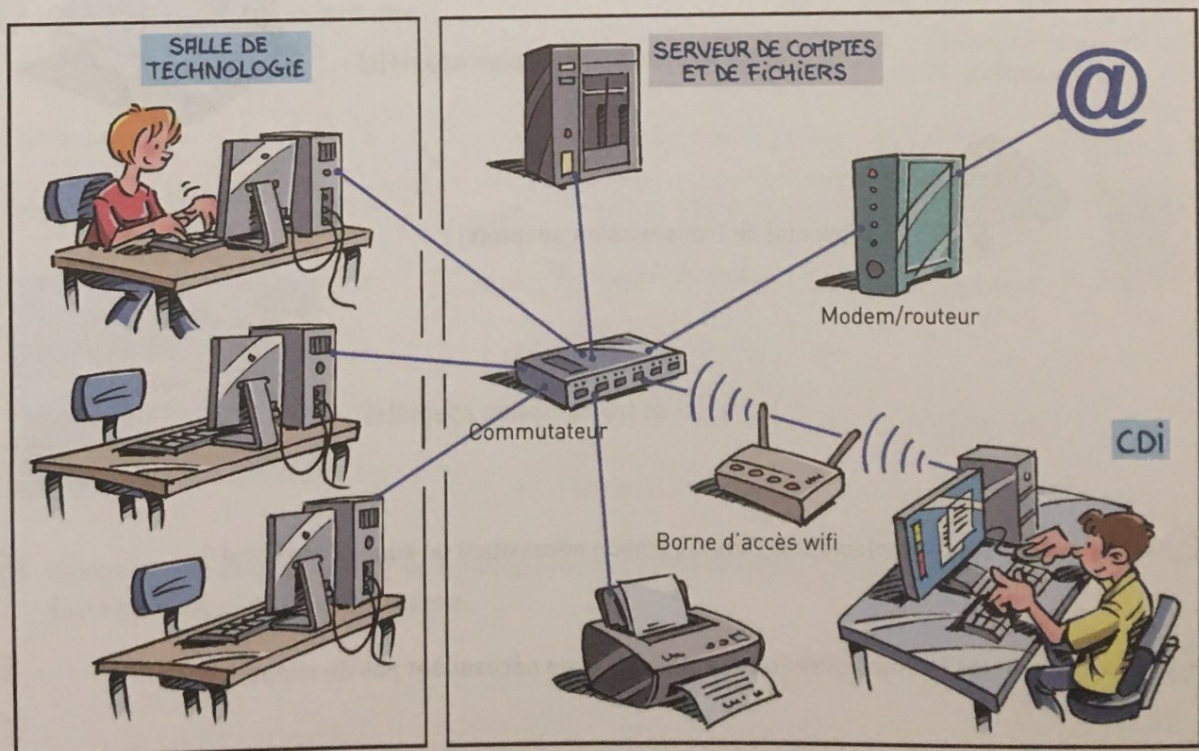 SALLE DE
TECHNOLOGiE
SERVEUR DE COMPTES
ET DE FiCHiERS
@
Modem/routeur
Commutateur
CDi
Borne d'accès wifi